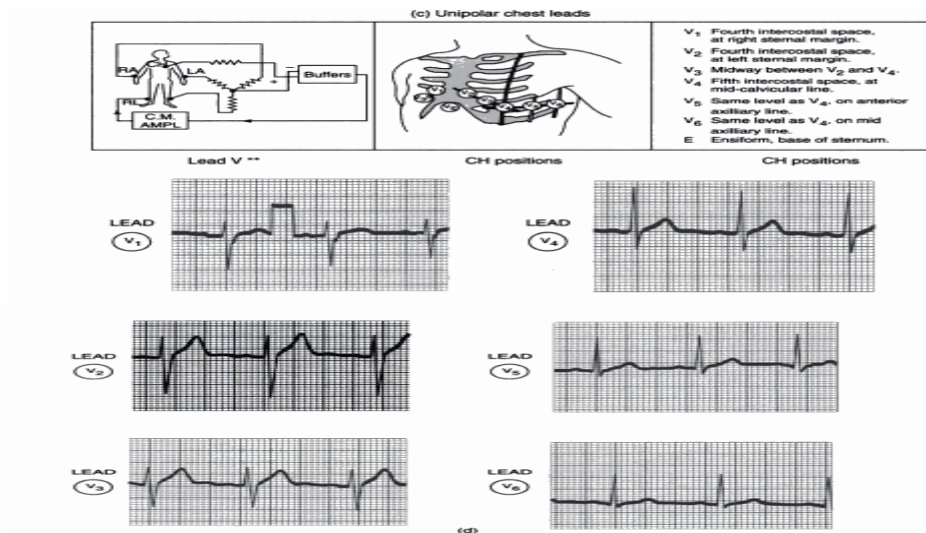 (c) Unipolar chest leads
RA
LA
RL
C.M.
AMPL
+
−
Buffers
V1 Fourth intercostal space,
at right sternal margin.
V2 Fourth intercostal space,
at left sternal margin.
V3 Midway between V2 and V4.
V4 Fifth intercostal space, at
mid-calvicular line.
V5 Same level as V4, on anterior
axilliary line.
V6 Same level as V4, on mid
axilliary line.
E Ensiform, base of sternum.
Lead V **
CH positions
CH positions
LEAD
V1
LEAD
V4
LEAD
V2
LEAD
V5
LEAD
V3
LEAD
V6
(d)